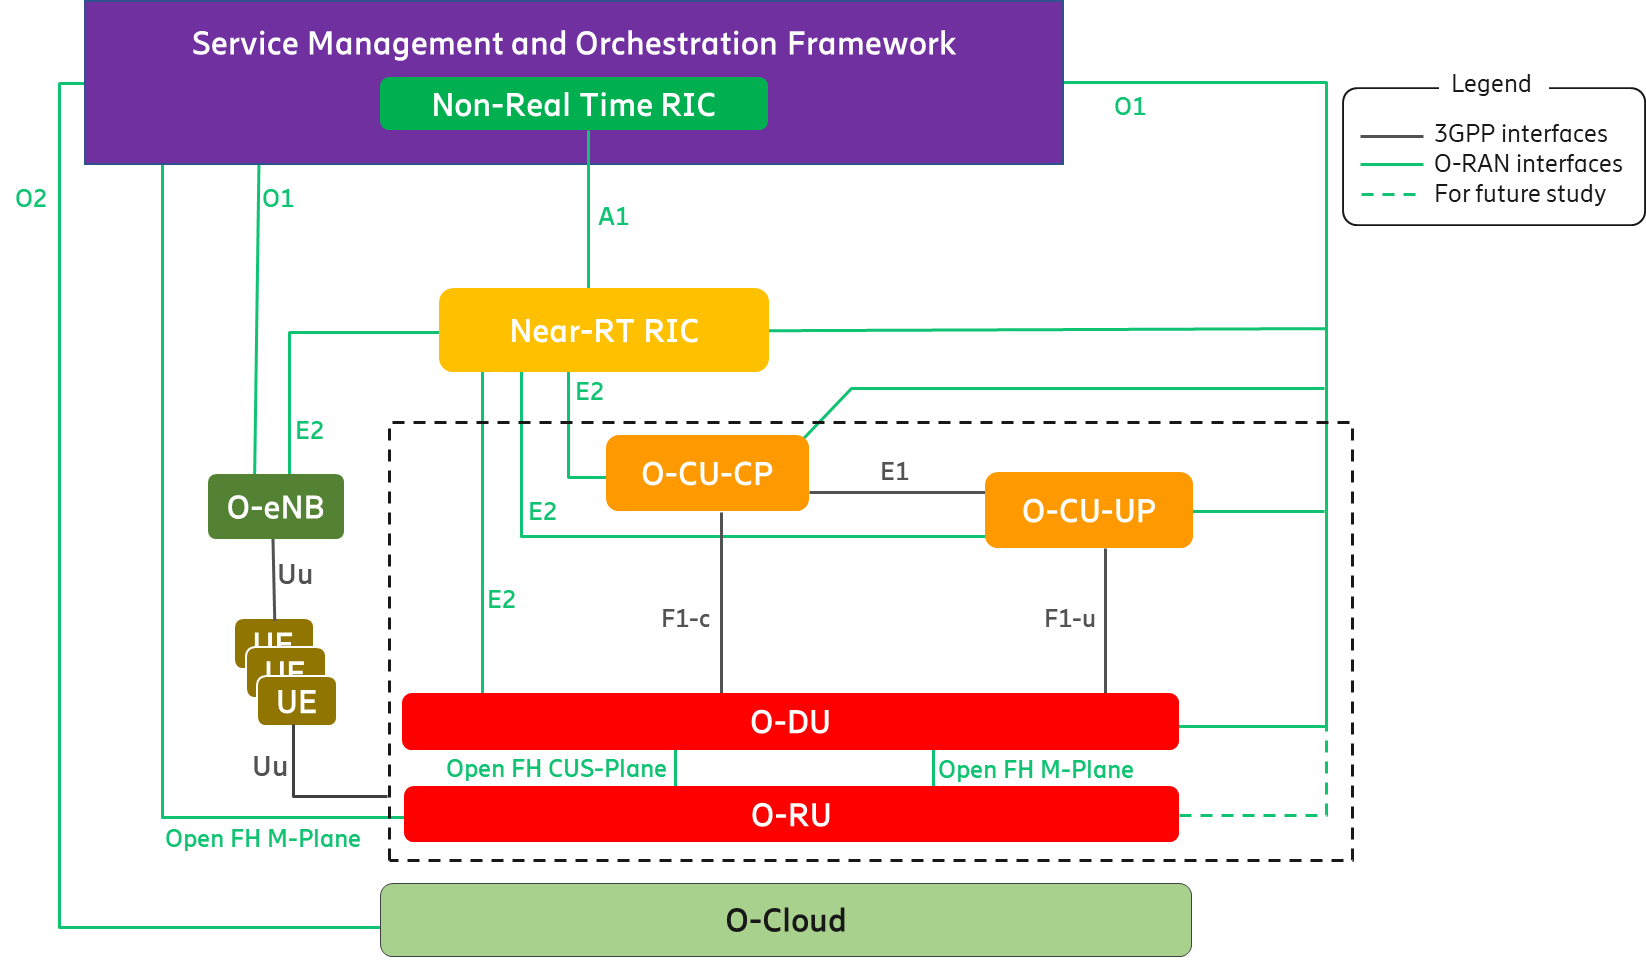 Service Management and Orchestration Framework
Non-Real Time RIC
Legend
3GPP interfaces
O-RAN interfaces
For future study
O1
O2
O1
A1
Near-RT RIC
E2
E2
O-CU-CP
E1
O-CU-UP
O-eNB
E2
Uu
E2
F1-c
F1-u
UE
UE
UE
O-DU
Uu
Open FH CUS-Plane
Open FH M-Plane
O-RU
Open FH M-Plane
O-Cloud